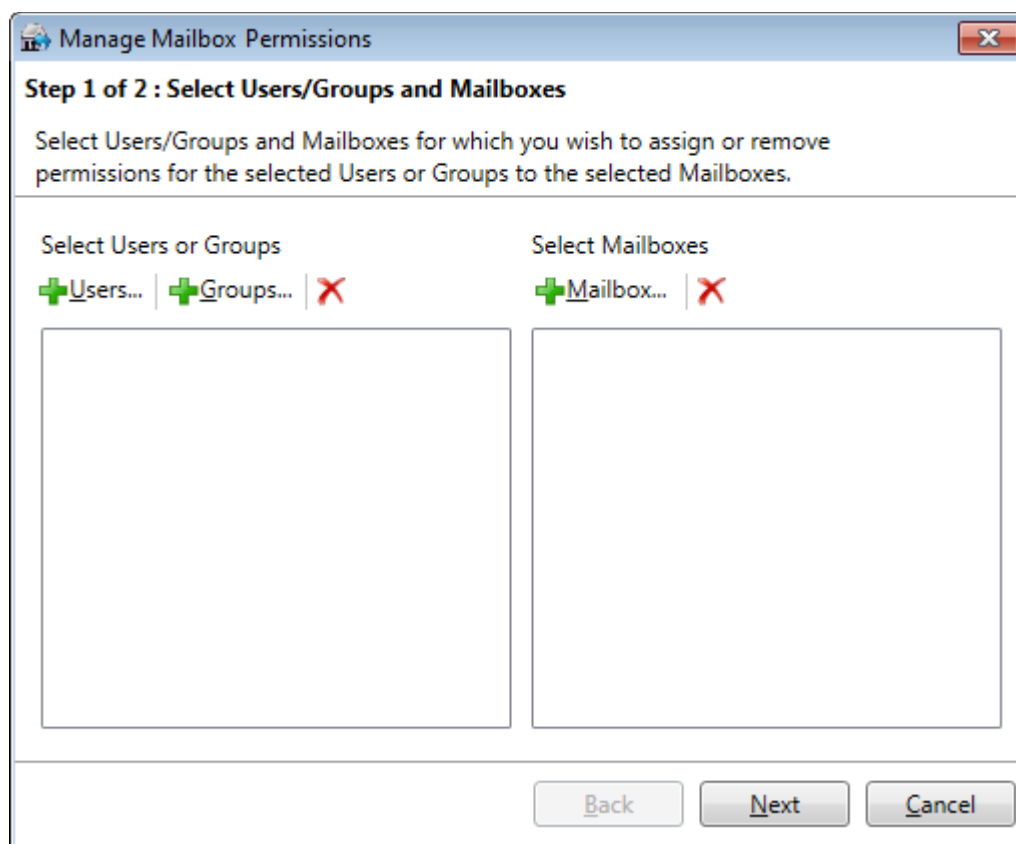 Manage Mailbox Permissions
Step 1 of 2 : Select Users/Groups and Mailboxes
Select Users/Groups and Mailboxes for which you wish to assign or remove
permissions for the selected Users or Groups to the selected Mailboxes.
Select Users or Groups
Select Mailboxes
Users...
Groups...
Mailbox...
Back
Next
Cancel